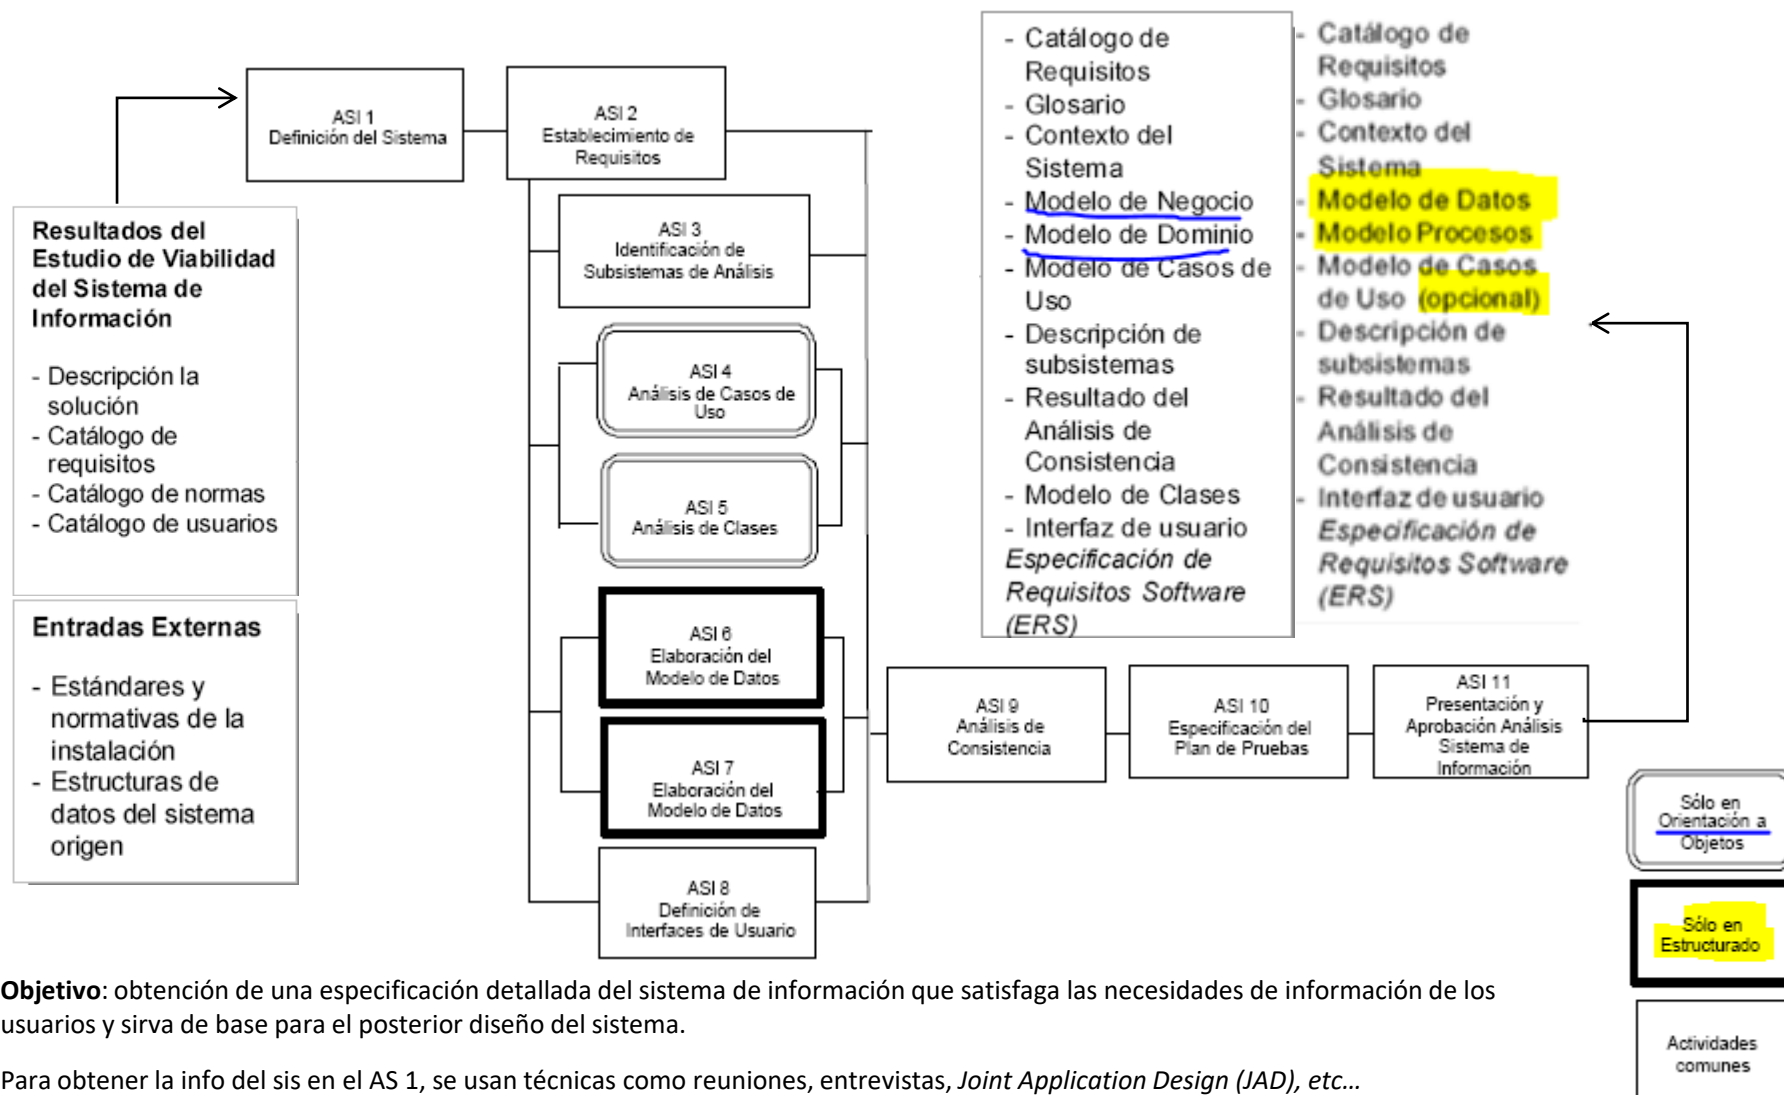 Resultados del
Estudio de Viabilidad
del Sistema de
Información
- Descripción la
solución
- Catálogo de
requisitos
- Catálogo de normas
- Catálogo de usuarios
Entradas Externas
- Estándares y
normativas de la
instalación
- Estructuras de
datos del sistema
origen
ASI 1
Definición del Sistema
ASI 2
Establecimiento de
Requisitos
ASI 3
Identificación de
Subsistemas de Análisis
ASI 4
Análisis de Casos de
Uso
ASI 5
Análisis de Clases
ASI 6
Elaboración del
Modelo de Datos
ASI 7
Elaboración del
Modelo de Datos
ASI 8
Definición de
Interfaces de Usuario
ASI 9
Análisis de
Consistencia
ASI 10
Especificación del
Plan de Pruebas
ASI 11
Presentación y
Aprobación Análisis
Sistema de
Información
- Catálogo de
Requisitos
- Glosario
- Contexto del
Sistema
- Modelo de Negocio
- Modelo de Dominio
- Modelo de Casos de
Uso
- Descripción de
subsistemas
- Resultado del
Análisis de
Consistencia
- Modelo de Clases
- Interfaz de usuario
Especificación de
Requisitos Software
(ERS)
- Catálogo de
Requisitos
- Glosario
- Contexto del
Sistema
- Modelo de Datos
- Modelo Procesos
- Modelo de Casos
de Uso (opcional)
- Descripción de
subsistemas
- Resultado del
Análisis de
Consistencia
- Interfaz de usuario
Especificación de
Requisitos Software
(ERS)
Sólo en
Orientación a
Objetos
Sólo en
Estructurado
Actividades
comunes
Objetivo: obtención de una especificación detallada del sistema de información que satisfaga las necesidades de información de los
usuarios y sirva de base para el posterior diseño del sistema.
Para obtener la info del sis en el AS 1, se usan técnicas como reuniones, entrevistas, Joint Application Design (JAD), etc…